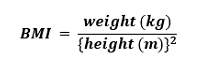 BMI = weight (kg)
{height (m)}²